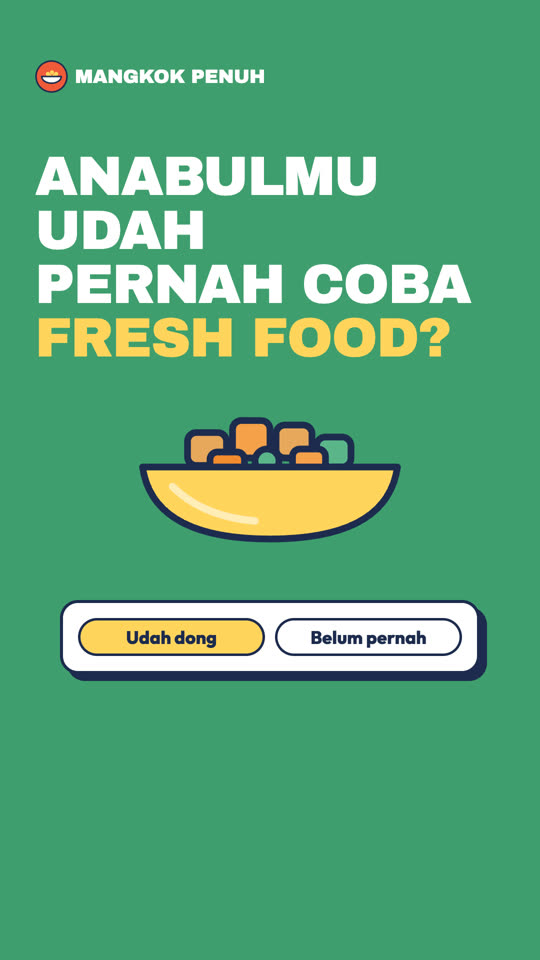 MANGKOK PENUH
ANABULMU
UDAH
PERNAH COBA
FRESH FOOD?
Udah dong
Belum pernah